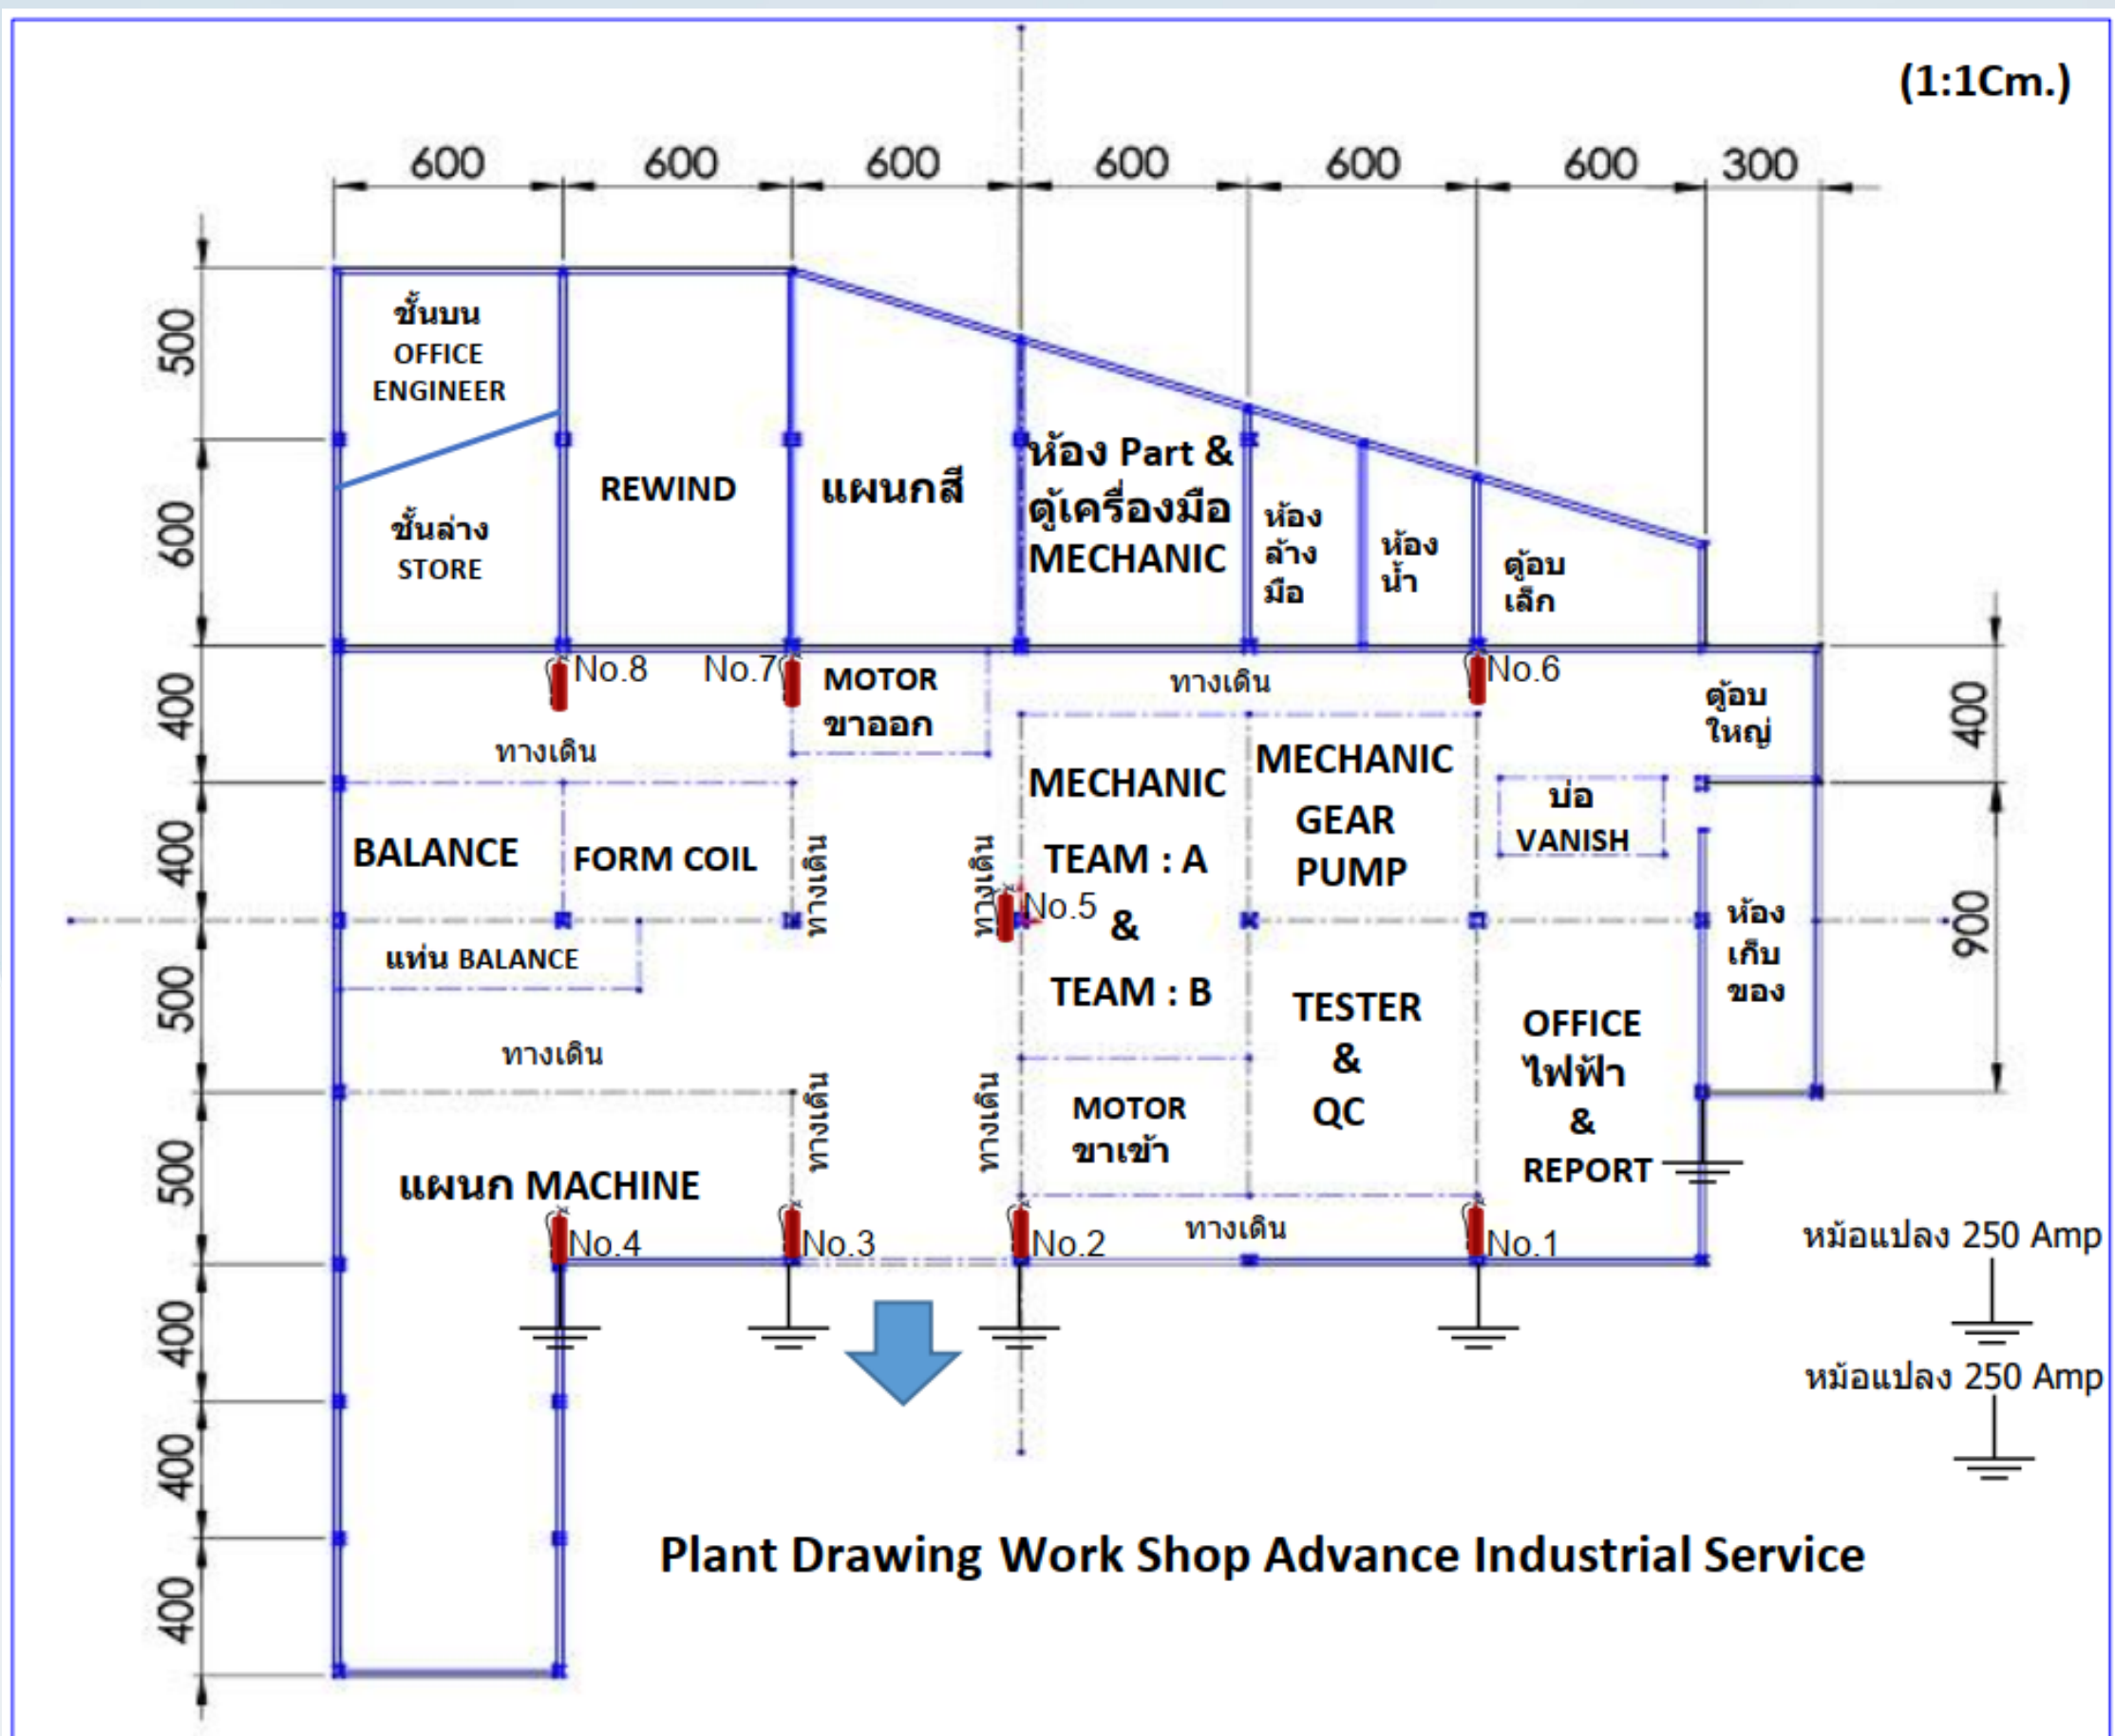 (1:1Cm.)
600 600 600 600 600 600 300
500
600
400
400
500
500
400
400
400
400
900
ชั้นบน
OFFICE
ENGINEER
ชั้นล่าง
STORE
REWIND
แผนกสี
ห้อง Part &
ตู้เครื่องมือ
MECHANIC
ห้อง
ล้าง
มือ
ห้อง
น้ำ
ตู้อบ
เล็ก
No.8
No.7
MOTOR
ขาออก
ทางเดิน
No.6
ตู้อบ
ใหญ่
ทางเดิน
BALANCE
FORM COIL
ทางเดิน
ทางเดิน
No.5
MECHANIC
TEAM : A
&
TEAM : B
MECHANIC
GEAR
PUMP
บ่อ
VANISH
ห้อง
เก็บ
ของ
แท่น BALANCE
ทางเดิน
TESTER
&
QC
OFFICE
ไฟฟ้า
&
REPORT
ทางเดิน
ทางเดิน
MOTOR
ขาเข้า
แผนก MACHINE
ทางเดิน
No.4
No.3
No.2
No.1
หม้อแปลง 250 Amp
หม้อแปลง 250 Amp
Plant Drawing Work Shop Advance Industrial Service